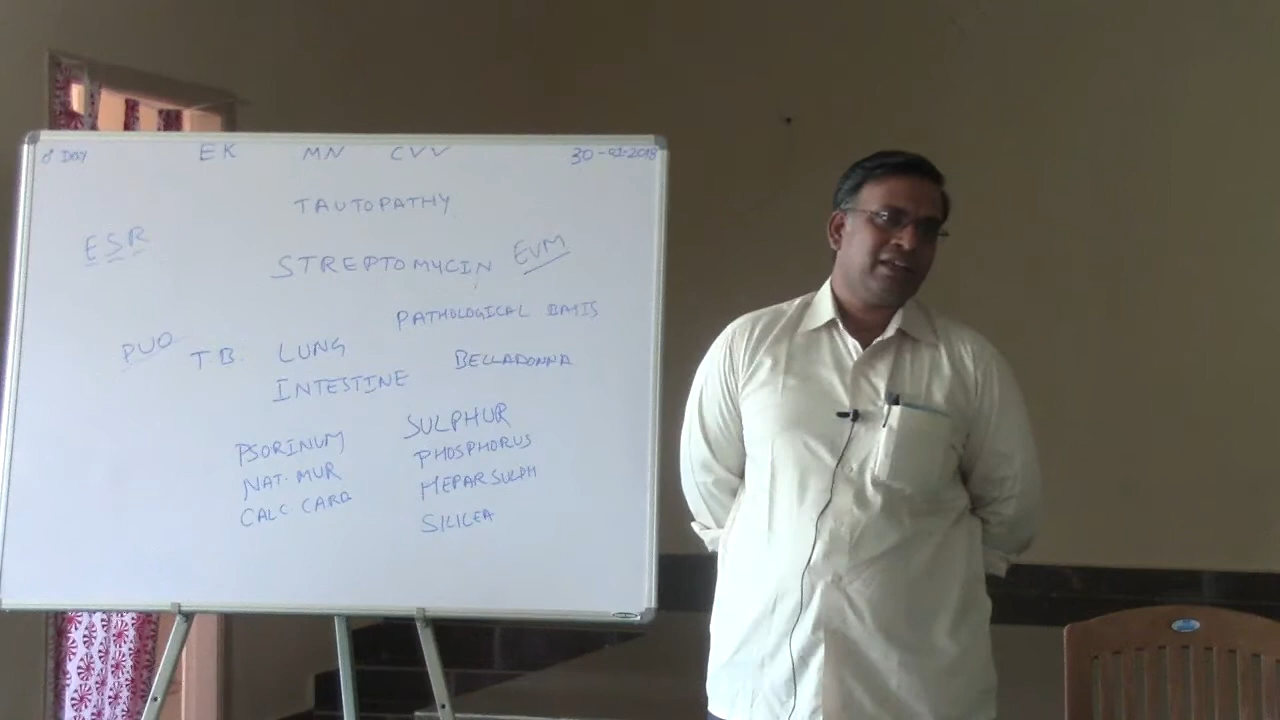 ♂ DAY EK MN CVV 30-01-2018
TAUTOPATHY
ESR
STREPTOMYCIN EVM
PATHOLOGICAL BASIS
PUO T.B. LUNG BELLADONNA
INTESTINE
SULPHUR
PSORINUM PHOSPHORUS
NAT. MUR HEPAR SULPH
CALC. CARB SILICEA